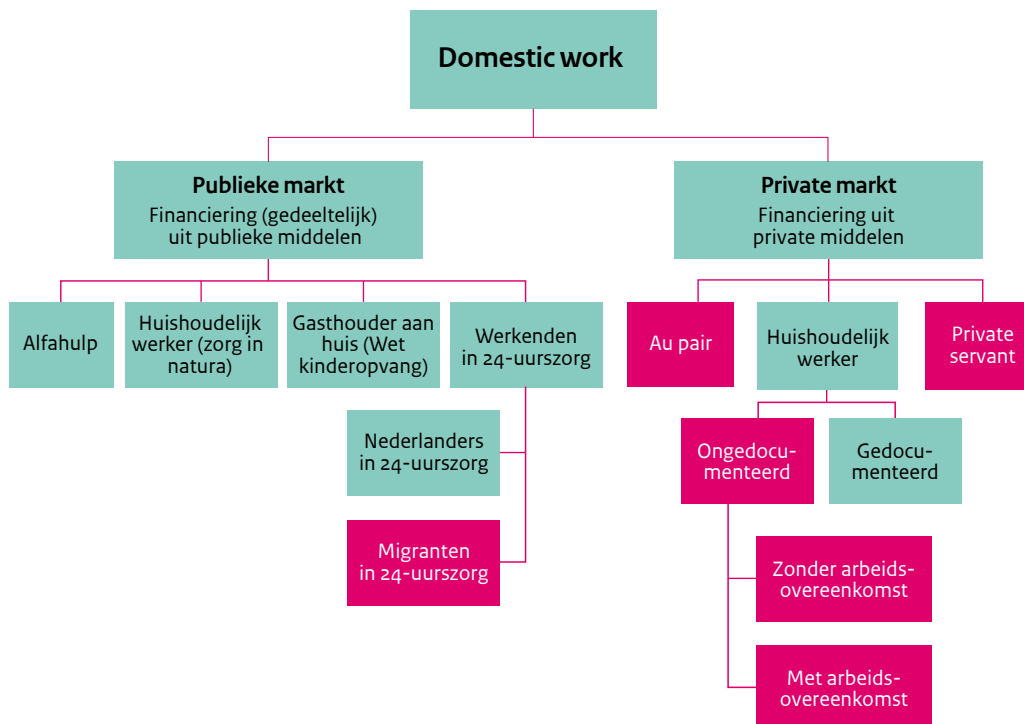 Domestic work
Publieke markt
Financiering (gedeeltelijk)
uit publieke middelen
Private markt
Financiering uit
private middelen
Alfahulp
Huishoudelijk
werker (zorg in
natura)
Gasthouder aan
huis (Wet
kinderopvang)
Werkenden
in 24-uurszorg
Au pair
Huishoudelijk
werker
Private
servant
Nederlanders
in 24-uurszorg
Migranten
in 24-uurszorg
Ongedocu-
menteerd
Gedocu-
menteerd
Zonder arbeids-
overeenkomst
Met arbeids-
overeenkomst